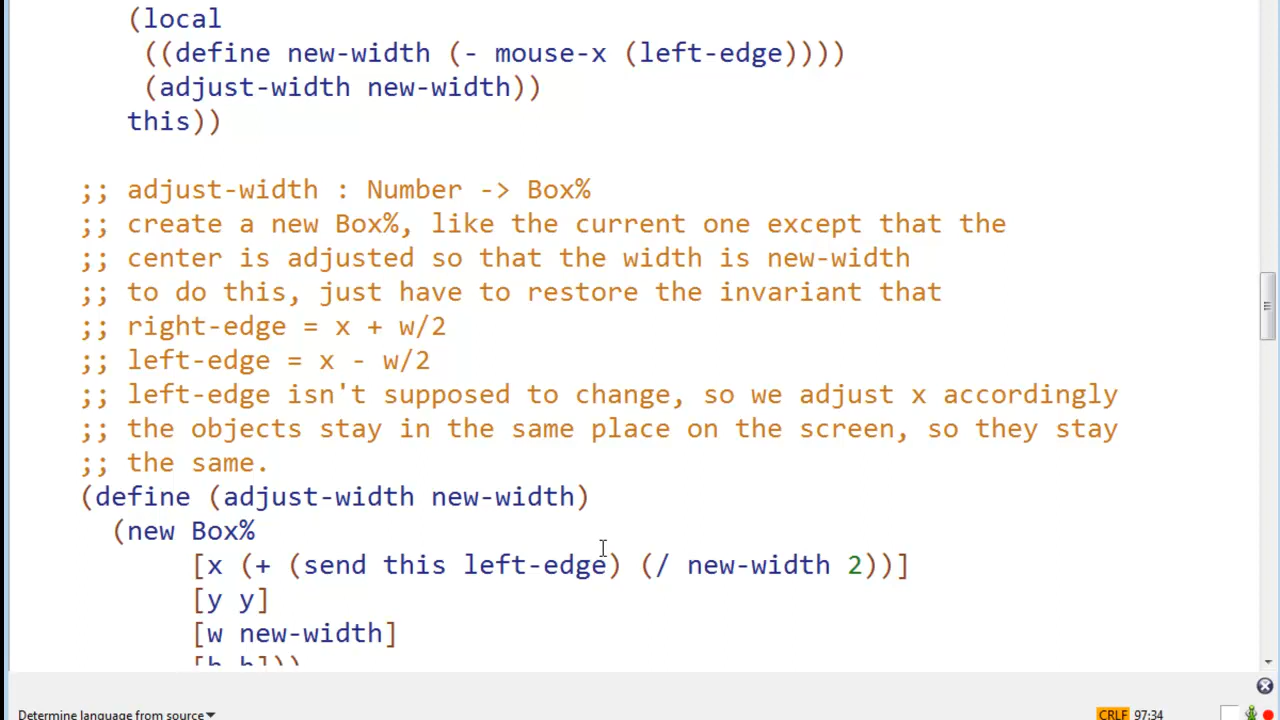 (local
((define new-width (- mouse-x (left-edge))))
(adjust-width new-width))
this))
;; adjust-width : Number -> Box%
;; create a new Box%, like the current one except that the
;; center is adjusted so that the width is new-width
;; to do this, just have to restore the invariant that
;; right-edge = x + w/2
;; left-edge = x - w/2
;; left-edge isn't supposed to change, so we adjust x accordingly
;; the objects stay in the same place on the screen, so they stay
;; the same.
(define (adjust-width new-width)
(new Box%
[x (+ (send this left-edge) (/ new-width 2))]
[y y]
[w new-width]
[h h]))
Determine language from source
CRLF 97:34